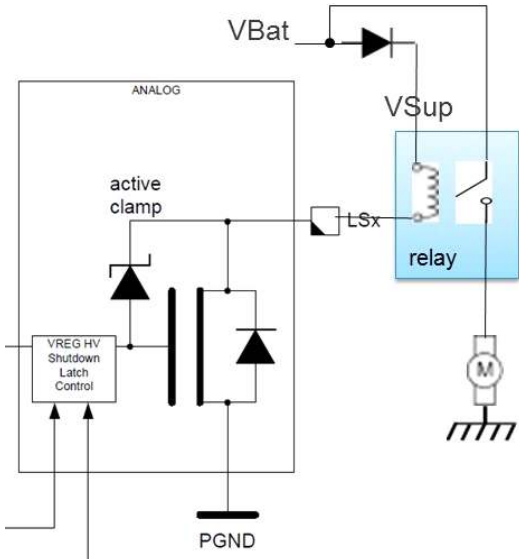 VBat
ANALOG
VSup
active
clamp
LSx
relay
VREG HV
Shutdown
Latch
Control
M
PGND